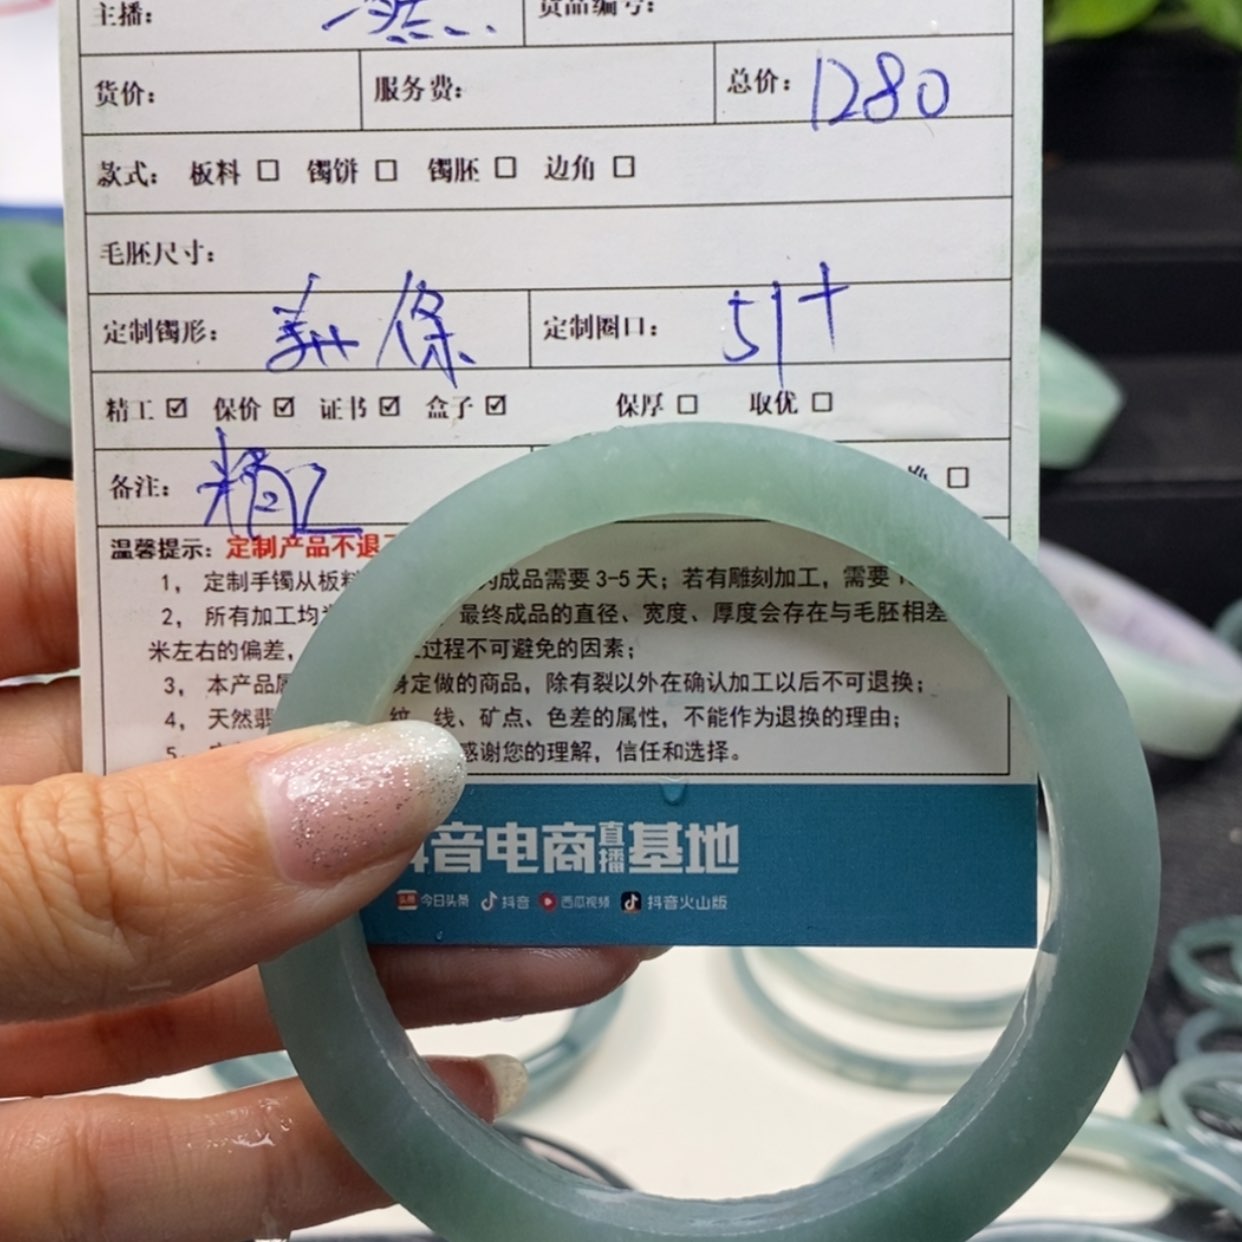 主播： 货品编号：
货价： 服务费： 总价：1280
款式： 板料 □ 镯饼 □ 镯胚 □ 边角 □
毛胚尺寸：
定制镯形： 条 定制圈口： 51+
精工 ☑ 保价 ☑ 证书 ☑ 盒子 ☑ 保厚 □ 取优 □
备注： 精工 □
温馨提示：定制产品不退
1， 定制手镯从板料 成品需要 3-5 天；若有雕刻加工，需要
2， 所有加工均 最终成品的直径、宽度、厚度会存在与毛胚相差
米左右的偏差， 过程不可避免的因素；
3， 本产品 身定做的商品，除有裂以外在确认加工以后不可退换；
4， 天然翡 纹、线、矿点、色差的属性，不能作为退换的理由；
5， 感谢您的理解，信任和选择。
音电商直播基地
头条 今日头条 抖音 西瓜视频 抖音火山版